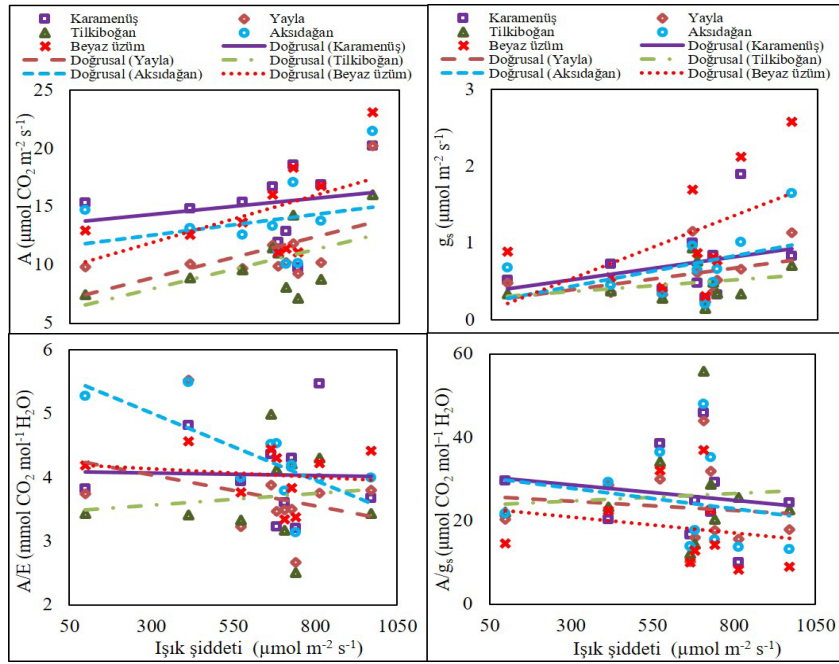 Karamenüş Yayla
Tilkiboğan Aksıdağan
Beyaz üzüm Doğrusal (Karamenüş)
Doğrusal (Yayla) Doğrusal (Tilkiboğan)
Doğrusal (Aksıdağan) Doğrusal (Beyaz üzüm)
25
20
15
10
5
A (µmol CO₂ m⁻² s⁻¹)
Karamenüş Yayla
Tilkiboğan Aksıdağan
Beyaz üzüm Doğrusal (Karamenüş)
Doğrusal (Yayla) Doğrusal (Tilkiboğan)
Doğrusal (Aksıdağan) Doğrusal (Beyaz üzüm)
3
2
1
0
gₛ (µmol m⁻² s⁻¹)
6
5
4
3
2
A/E (mmol CO₂ mol⁻¹ H₂O)
50 300 550 800 1050
Işık şiddeti (µmol m⁻² s⁻¹)
60
40
20
0
A/gₛ (µmol CO₂ mol⁻¹ H₂O)
50 300 550 800 1050
Işık şiddeti (µmol m⁻² s⁻¹)